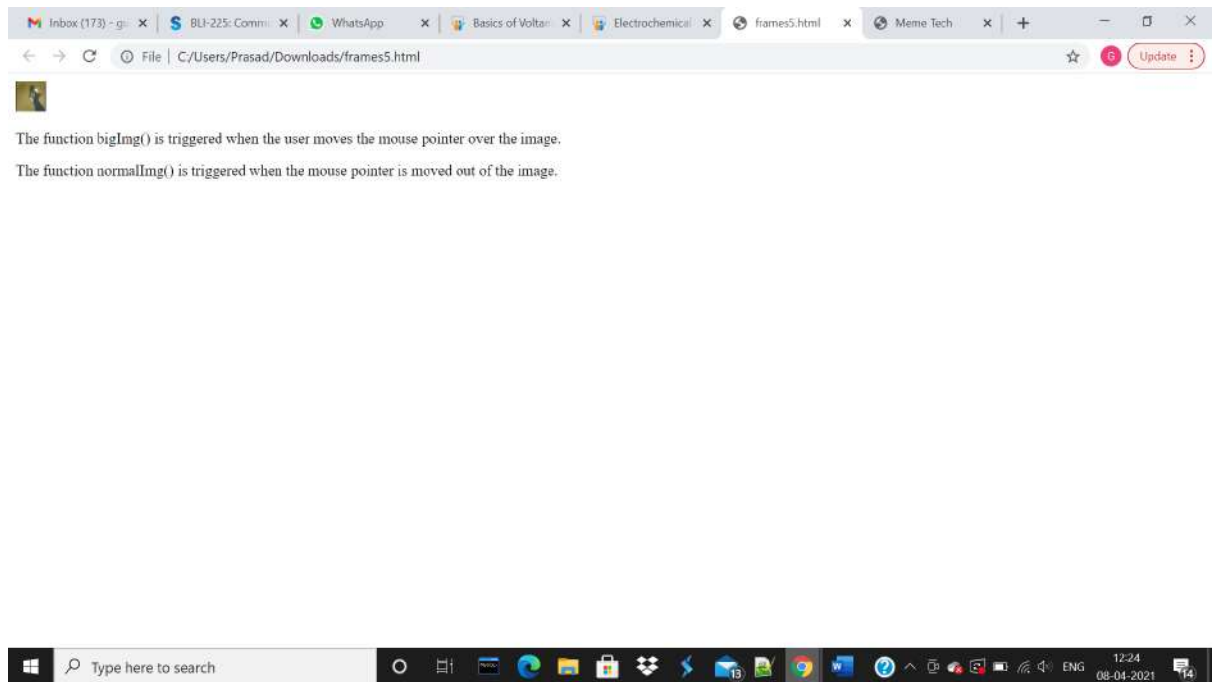 Inbox (173) - g
BLI-225: Comm
WhatsApp
Basics of Voltan
Electrochemical
frames5.html
Meme Tech
File | C:/Users/Prasad/Downloads/frames5.html
G
Update
The function bigImg() is triggered when the user moves the mouse pointer over the image.
The function normalImg() is triggered when the mouse pointer is moved out of the image.
Type here to search
13
ENG
12:24
08-04-2021
14